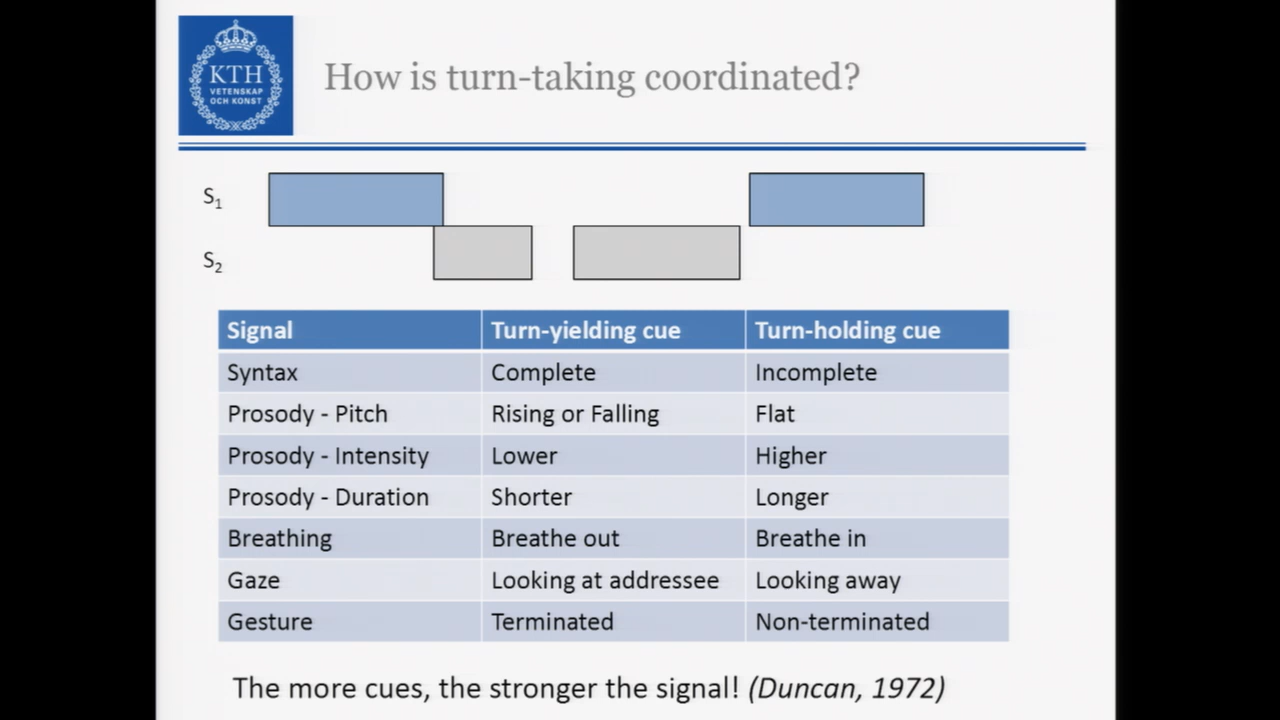 KTH
VETENSKAP
OCH KONST
How is turn-taking coordinated?
S1
S2
Signal Turn-yielding cue Turn-holding cue
Syntax Complete Incomplete
Prosody - Pitch Rising or Falling Flat
Prosody - Intensity Lower Higher
Prosody - Duration Shorter Longer
Breathing Breathe out Breathe in
Gaze Looking at addressee Looking away
Gesture Terminated Non-terminated
The more cues, the stronger the signal! (Duncan, 1972)